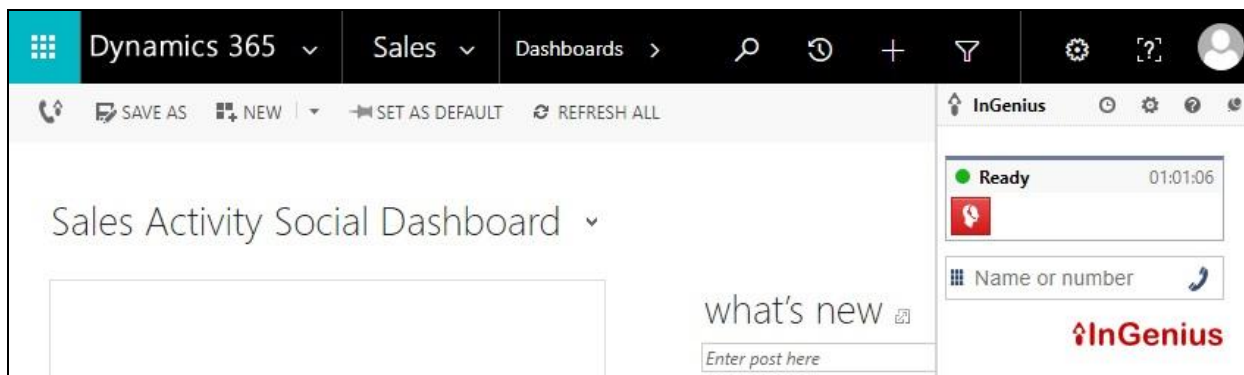 Dynamics 365 Sales Dashboards
SAVE AS NEW SET AS DEFAULT REFRESH ALL
InGenius
Ready 01:01:06
Name or number
InGenius
Sales Activity Social Dashboard
what's new
Enter post here